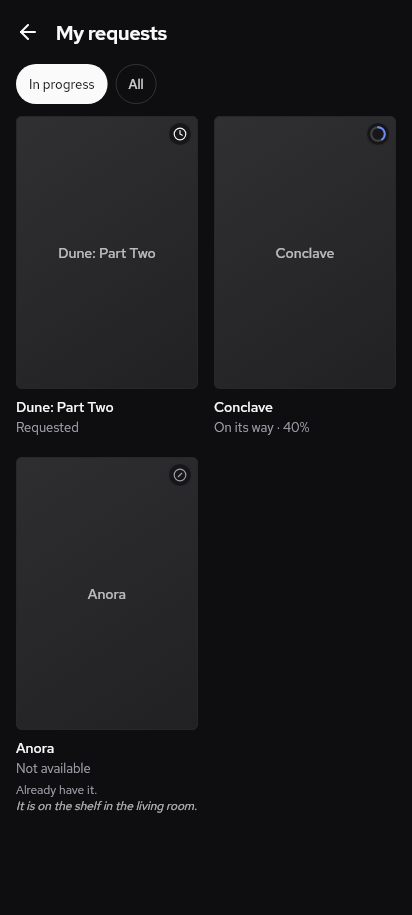 My requests
In progress
All
Dune: Part Two
Conclave
Dune: Part Two
Requested
Conclave
On its way · 40%
Anora
Anora
Not available
Already have it.
It is on the shelf in the living room.